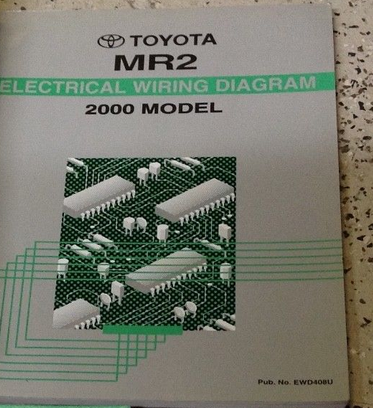 TOYOTA
MR2
ELECTRICAL WIRING DIAGRAM
2000 MODEL
Pub. No. EWD408U